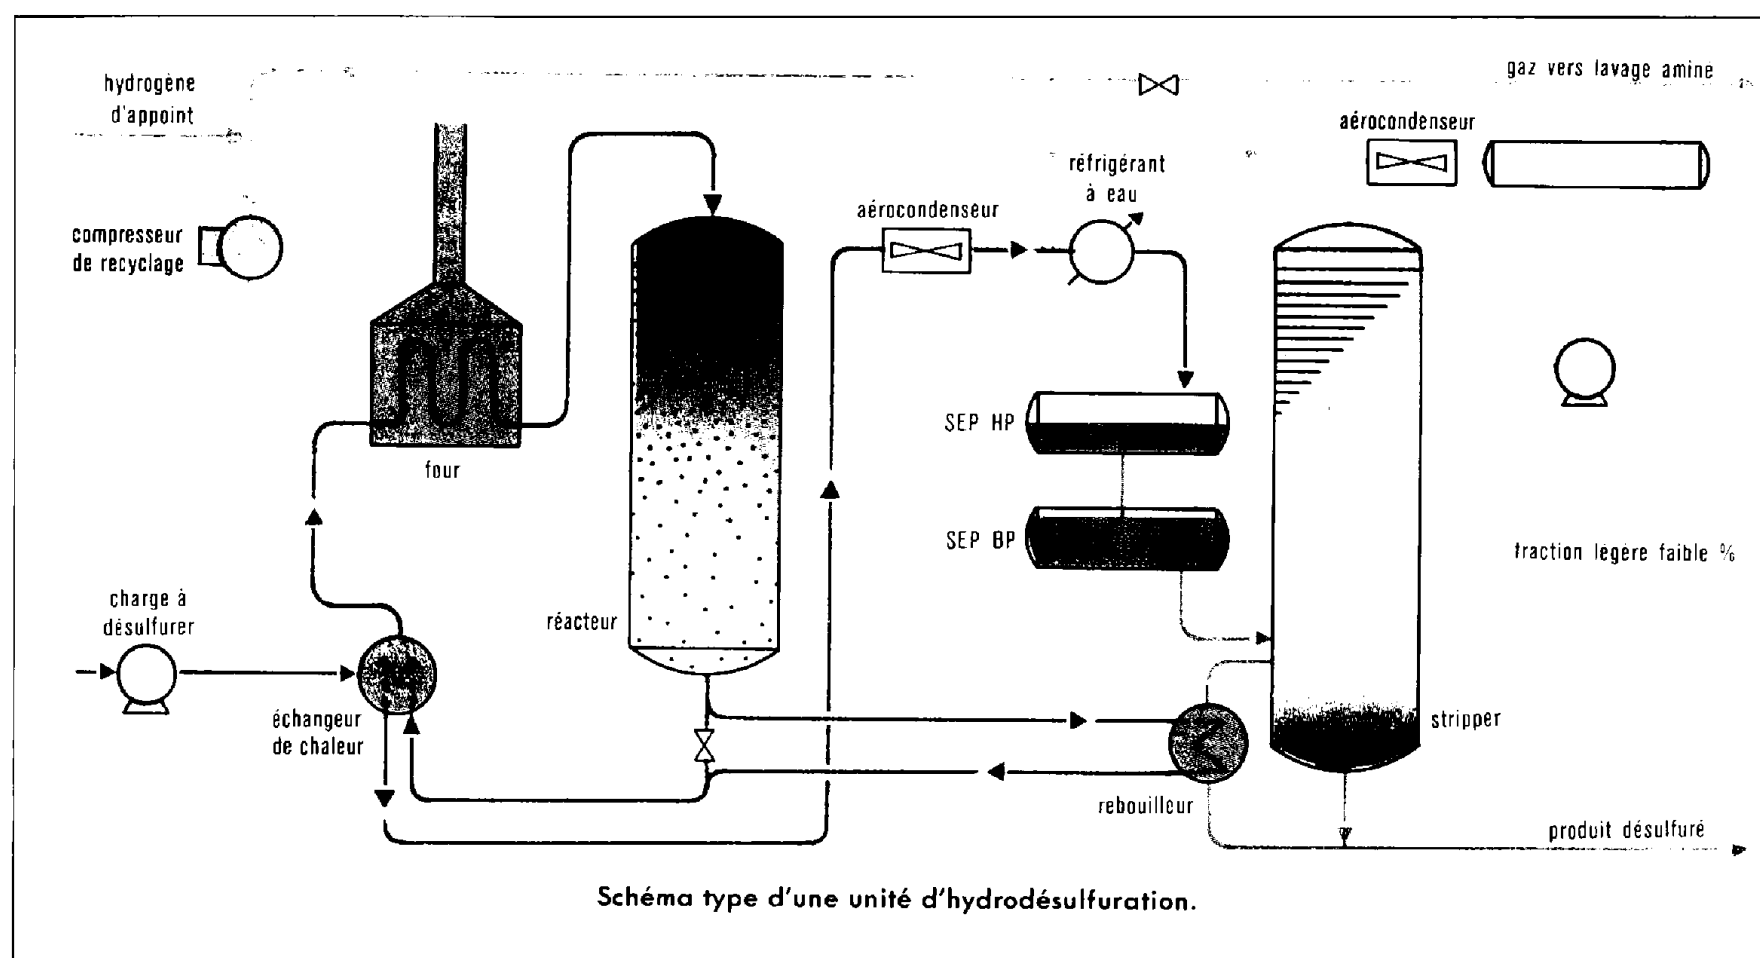 hydrogène
d'appoint
gaz vers lavage amine
aérocondenseur
réfrigérant
à eau
aérocondenseur
compresseur
de recyclage
SEP HP
four
SEP BP
traction légère faible %
charge à
désulfurer
réacteur
échangeur
de chaleur
stripper
rebouilleur
produit désulfuré
Schéma type d'une unité d'hydrodésulfuration.